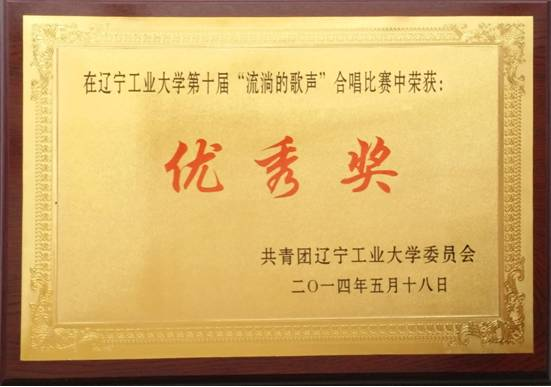 在辽宁工业大学第十届“流淌的歌声”合唱比赛中荣获：
优秀奖
共青团辽宁工业大学委员会
二〇一四年五月十八日